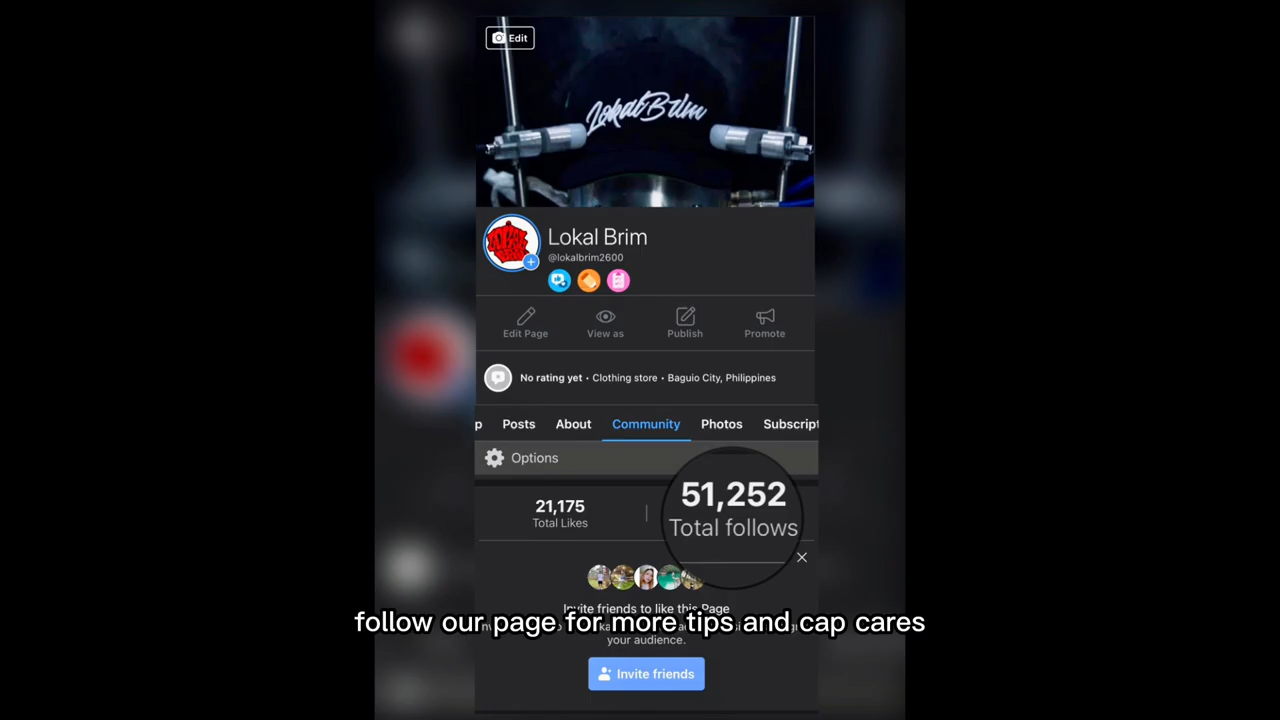 Edit
LokalBrim
Lokal Brim
@lokalbrim2600
Edit Page
View as
Publish
Promote
No rating yet • Clothing store • Baguio City, Philippines
p Posts About Community Photos Subscript
Options
21,175
Total Likes
51,252
Total follows
Invite friends to like this Page
follow our page for more tips and cap cares
your audience.
Invite friends